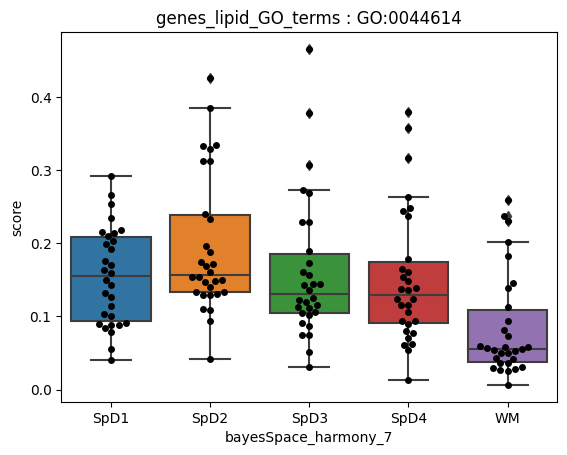 genes_lipid_GO_terms : GO:0044614
0.4
0.3
0.2
0.1
0.0
score
SpD1 SpD2 SpD3 SpD4 WM
bayesSpace_harmony_7